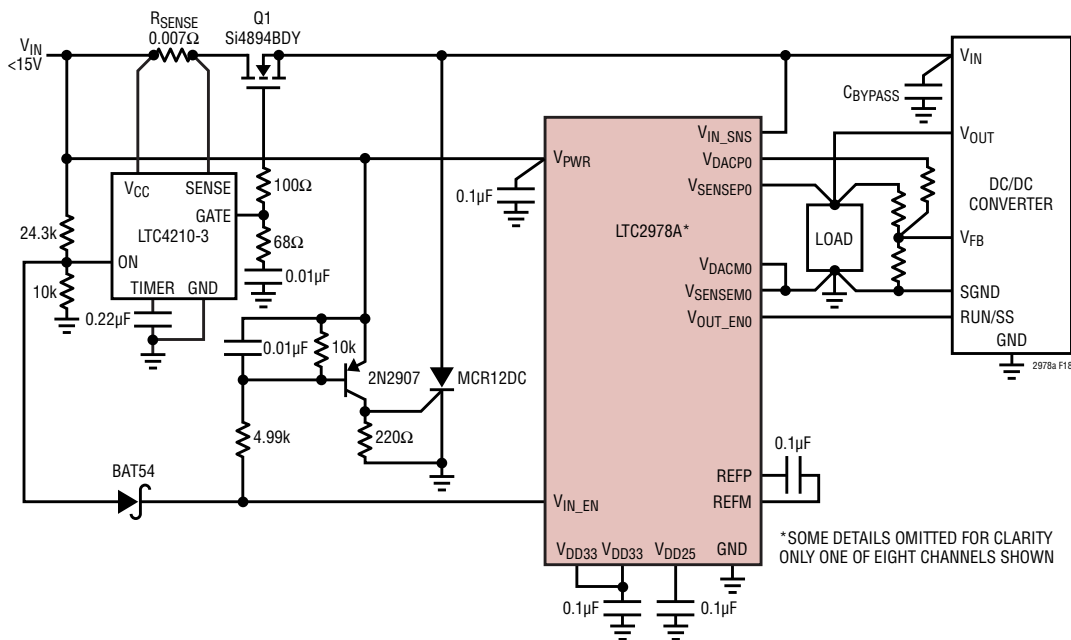 RSENSE
0.007Ω
Q1
Si4894BDY
VIN
<15V
VIN
CBYPASS
VOUT
DC/DC
CONVERTER
VFB
SGND
RUN/SS
GND
2978a F18
VCC
SENSE
GATE
LTC4210-3
ON
TIMER
GND
24.3k
10k
0.22µF
100Ω
68Ω
0.01µF
0.1µF
VPWR
VIN_SNS
VDACP0
VSENSEP0
LTC2978A*
VDACM0
VSENSEM0
VOUT_EN0
LOAD
0.01µF
10k
2N2907
MCR12DC
4.99k
220Ω
BAT54
VIN_EN
REFP
REFM
0.1µF
VDD33
VDD33
VDD25
GND
0.1µF
0.1µF
*SOME DETAILS OMITTED FOR CLARITY
ONLY ONE OF EIGHT CHANNELS SHOWN